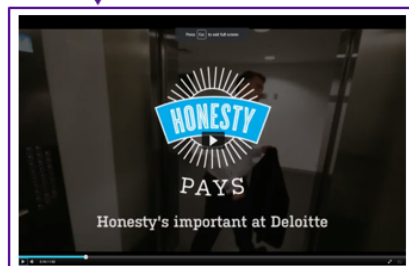 Press Esc to exit full screen
HONESTY
PAYS
Honesty's important at Deloitte